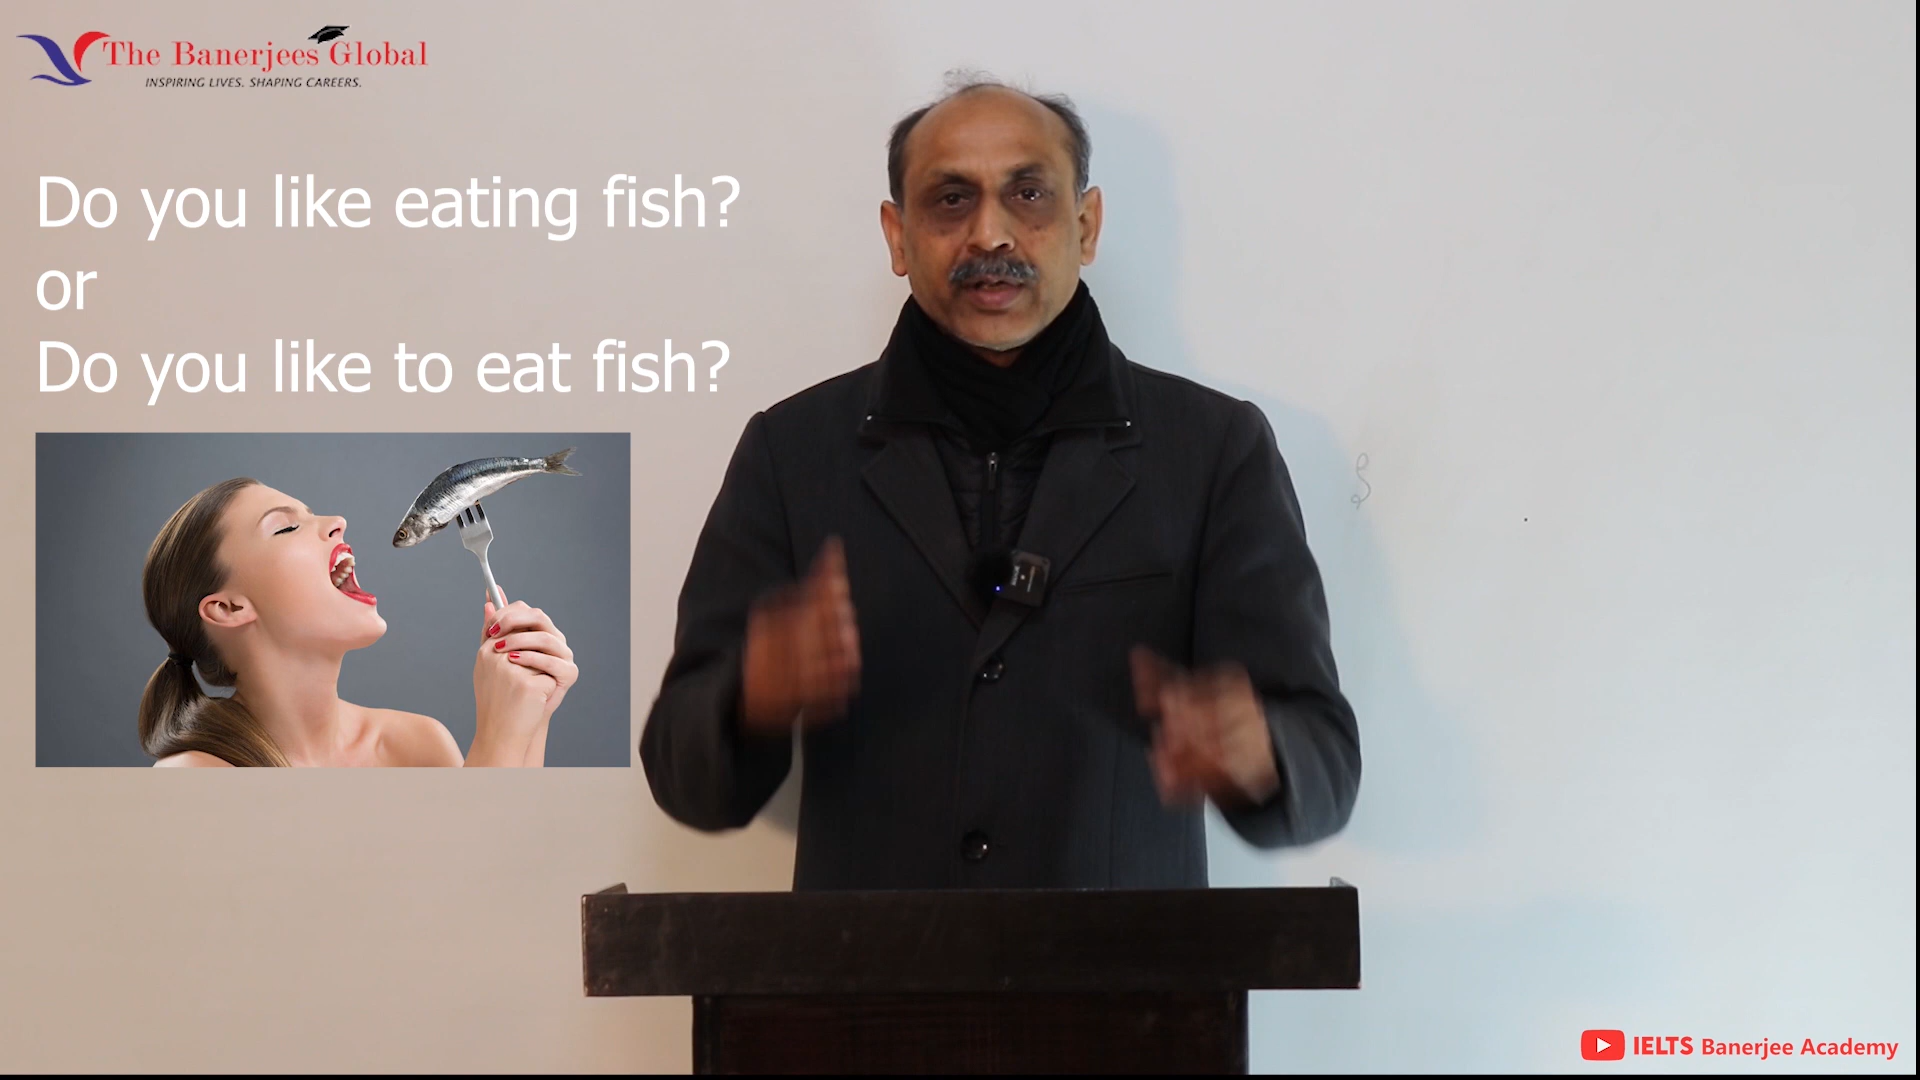 The Banerjees Global
INSPIRING LIVES. SHAPING CAREERS.
Do you like eating fish?
or
Do you like to eat fish?
IELTS Banerjee Academy